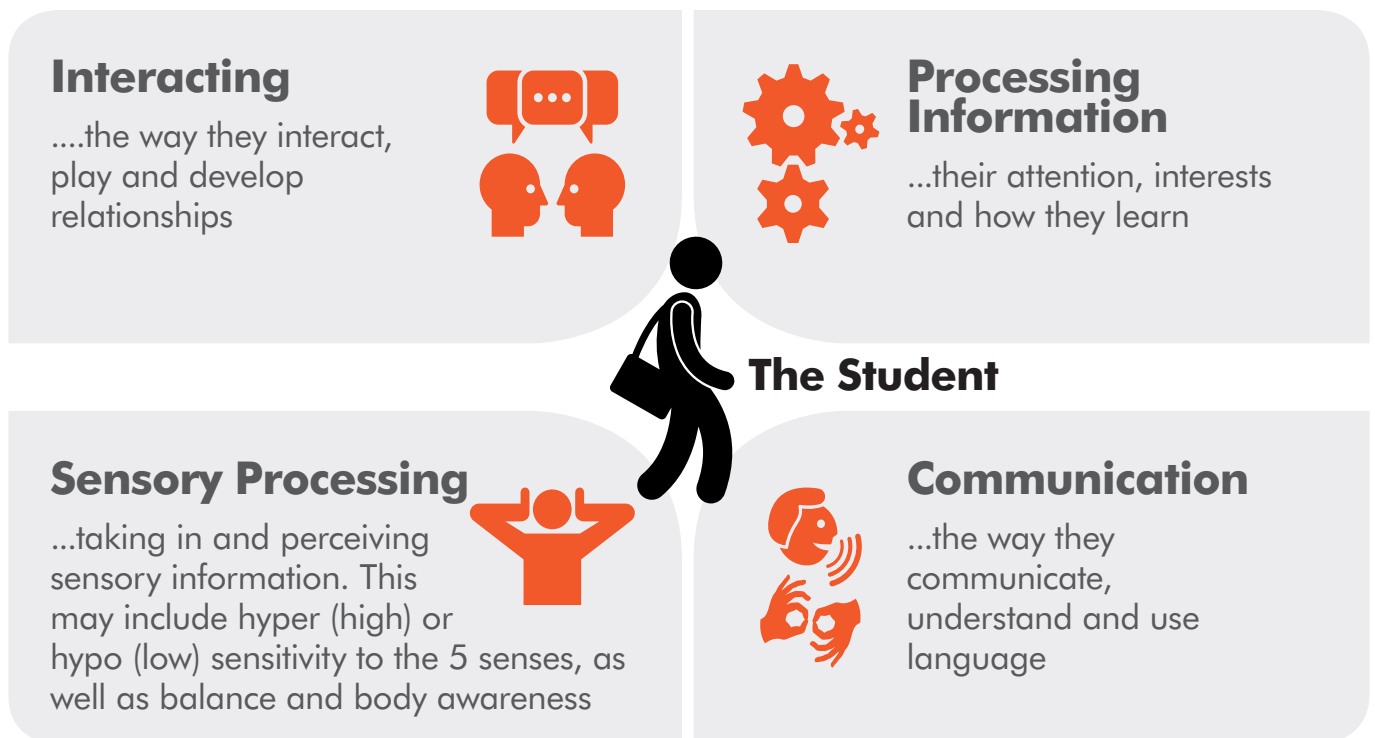 Interacting
....the way they interact,
play and develop
relationships
Processing
Information
...their attention, interests
and how they learn
The Student
Sensory Processing
...taking in and perceiving
sensory information. This
may include hyper (high) or
hypo (low) sensitivity to the 5 senses, as
well as balance and body awareness
Communication
...the way they
communicate,
understand and use
language